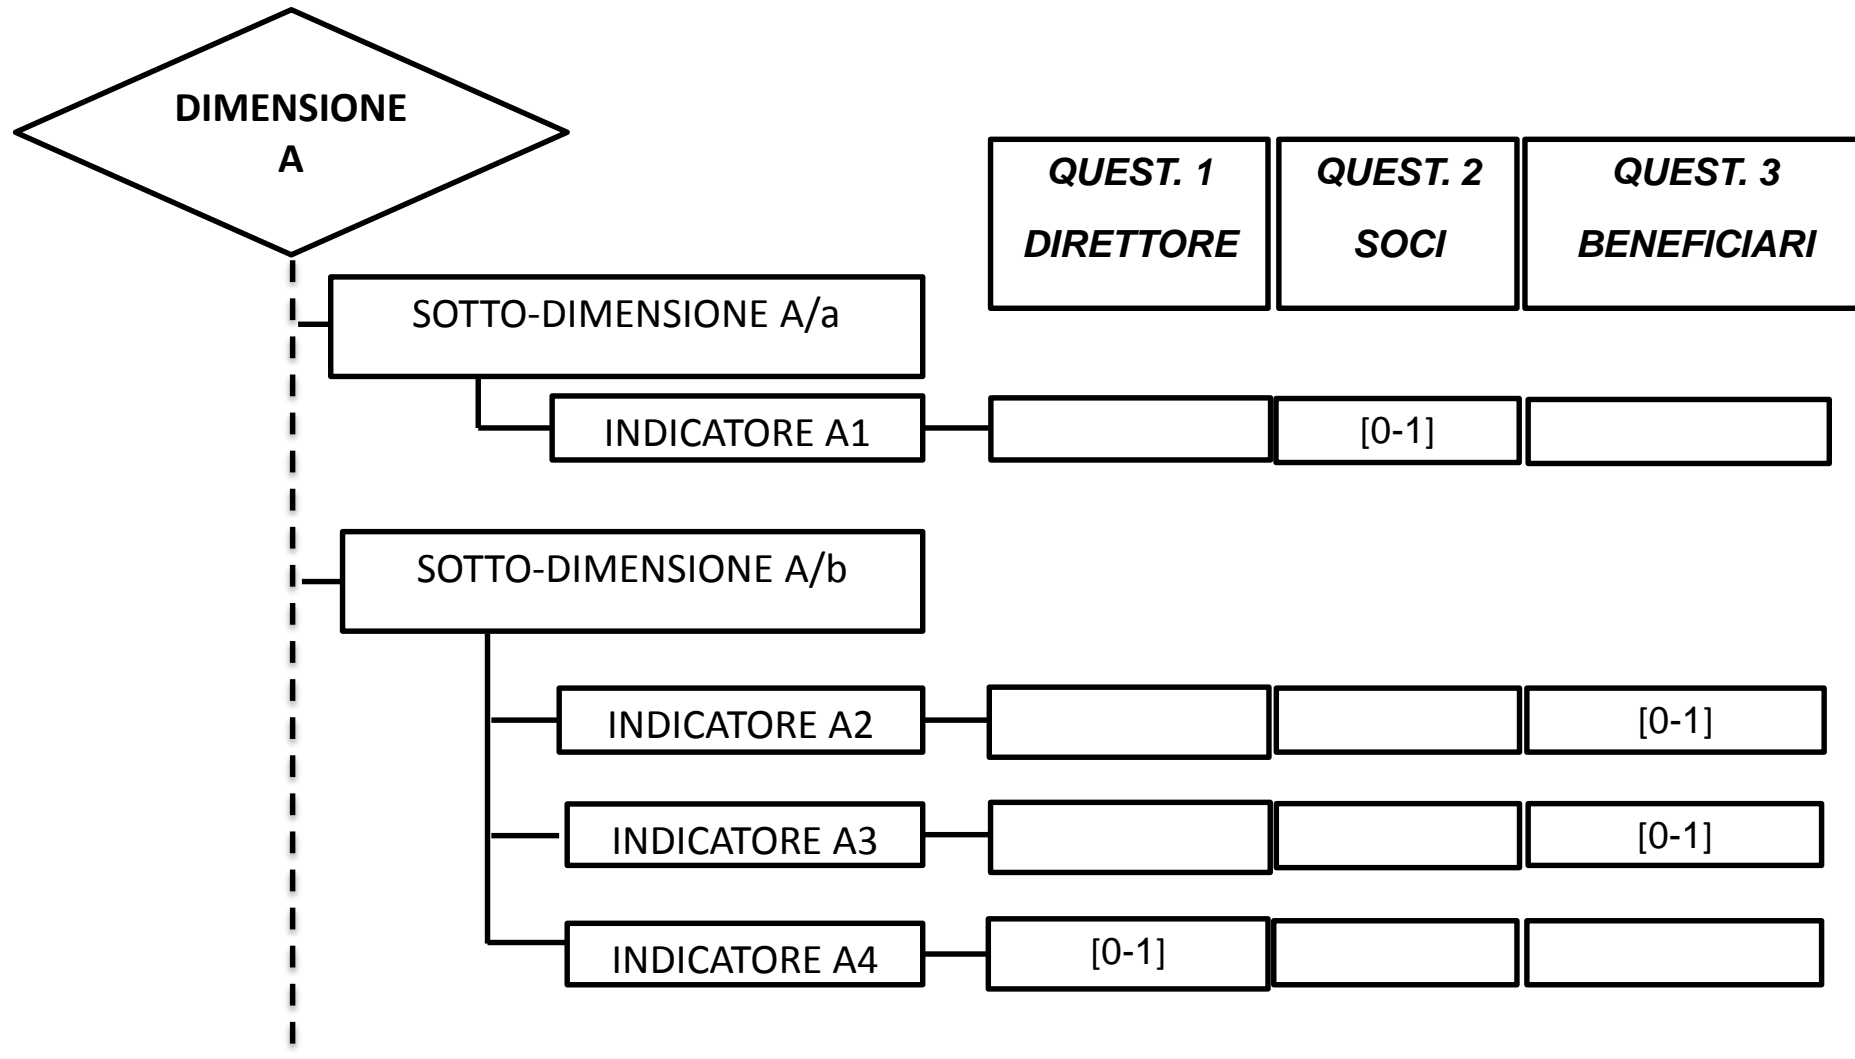 DIMENSIONE
A
QUEST. 1
DIRETTORE
QUEST. 2
SOCI
QUEST. 3
BENEFICIARI
SOTTO-DIMENSIONE A/a
INDICATORE A1
[0-1]
SOTTO-DIMENSIONE A/b
INDICATORE A2
[0-1]
INDICATORE A3
[0-1]
INDICATORE A4
[0-1]